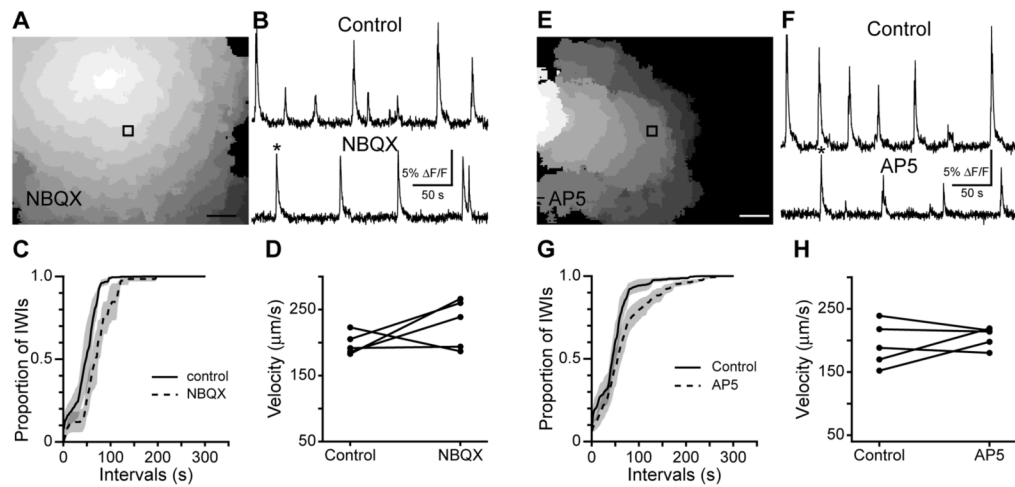 A
NBQX
B
Control
NBQX
*
5% ΔF/F
50 s
C
Proportion of IWIs
1.0
0.5
0
control
NBQX
0 100 200 300
Intervals (s)
D
Velocity (µm/s)
250
150
50
Control NBQX
E
AP5
F
Control
AP5
*
5% ΔF/F
50 s
G
Proportion of IWIs
1.0
0.5
0
Control
AP5
0 100 200 300
Intervals (s)
H
Velocity (µm/s)
250
150
50
Control AP5